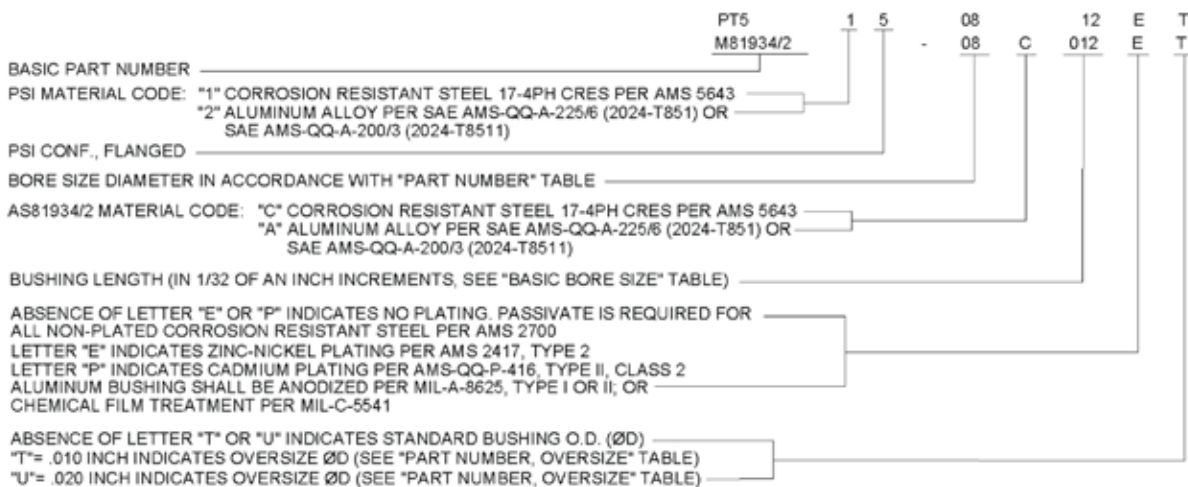 PT5 1 5 08 12 E T
M81934/2 - 08 C 012 E T
BASIC PART NUMBER
PSI MATERIAL CODE: "1" CORROSION RESISTANT STEEL 17-4PH CRES PER AMS 5643
"2" ALUMINUM ALLOY PER SAE AMS-QQ-A-225/6 (2024-T851) OR
SAE AMS-QQ-A-200/3 (2024-T8511)
PSI CONF., FLANGED
BORE SIZE DIAMETER IN ACCORDANCE WITH "PART NUMBER" TABLE
AS81934/2 MATERIAL CODE: "C" CORROSION RESISTANT STEEL 17-4PH CRES PER AMS 5643
"A" ALUMINUM ALLOY PER SAE AMS-QQ-A-225/6 (2024-T851) OR
SAE AMS-QQ-A-200/3 (2024-T8511)
BUSHING LENGTH (IN 1/32 OF AN INCH INCREMENTS, SEE "BASIC BORE SIZE" TABLE)
ABSENCE OF LETTER "E" OR "P" INDICATES NO PLATING. PASSIVATE IS REQUIRED FOR
ALL NON-PLATED CORROSION RESISTANT STEEL PER AMS 2700
LETTER "E" INDICATES ZINC-NICKEL PLATING PER AMS 2417, TYPE 2
LETTER "P" INDICATES CADMIUM PLATING PER AMS-QQ-P-416, TYPE II, CLASS 2
ALUMINUM BUSHING SHALL BE ANODIZED PER MIL-A-8625, TYPE I OR II; OR
CHEMICAL FILM TREATMENT PER MIL-C-5541
ABSENCE OF LETTER "T" OR "U" INDICATES STANDARD BUSHING O.D. (ØD)
"T"= .010 INCH INDICATES OVERSIZE ØD (SEE "PART NUMBER, OVERSIZE" TABLE)
"U"= .020 INCH INDICATES OVERSIZE ØD (SEE "PART NUMBER, OVERSIZE" TABLE)